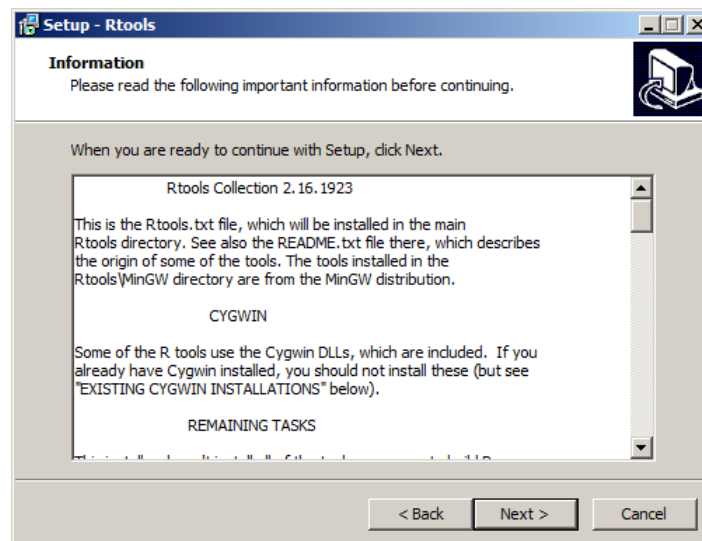 Setup - Rtools
Information
Please read the following important information before continuing.
When you are ready to continue with Setup, click Next.
Rtools Collection 2.16.1923
This is the Rtools.txt file, which will be installed in the main
Rtools directory. See also the README.txt file there, which describes
the origin of some of the tools. The tools installed in the
Rtools\MinGW directory are from the MinGW distribution.
CYGWIN
Some of the R tools use the Cygwin DLLs, which are included.  If you
already have Cygwin installed, you should not install these (but see
"EXISTING CYGWIN INSTALLATIONS" below).
REMAINING TASKS
< Back
Next >
Cancel